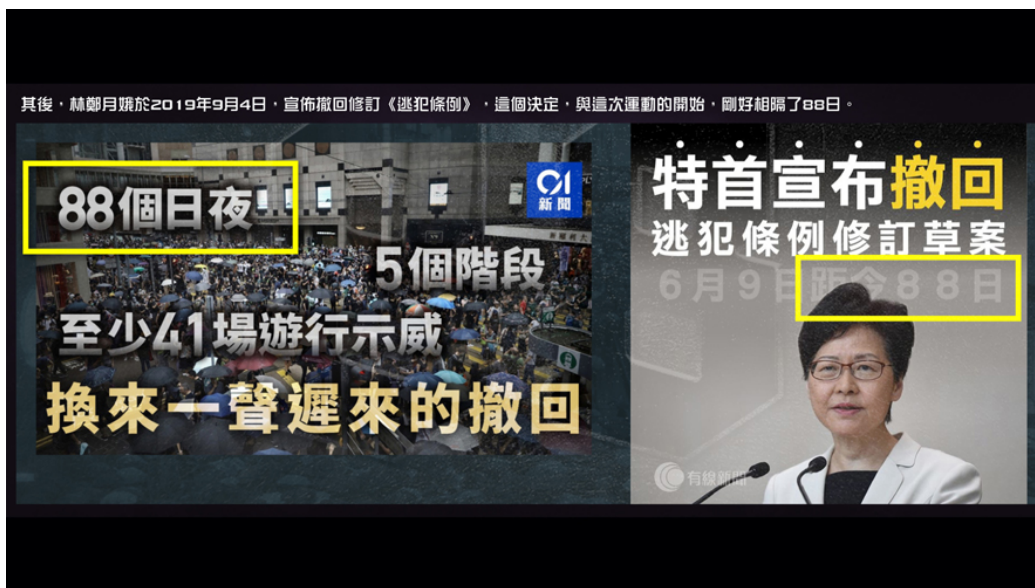 其後，林鄭月娥於2019年9月4日，宣佈撤回修訂《逃犯條例》，這個決定，與這次運動的開始，剛好相隔了88日。
88個日夜
01
新聞
5個階段
至少41場遊行示威
換來一聲遲來的撤回
特首宣布撤回
逃犯條例修訂草案
6月9日距今88日
有線新聞